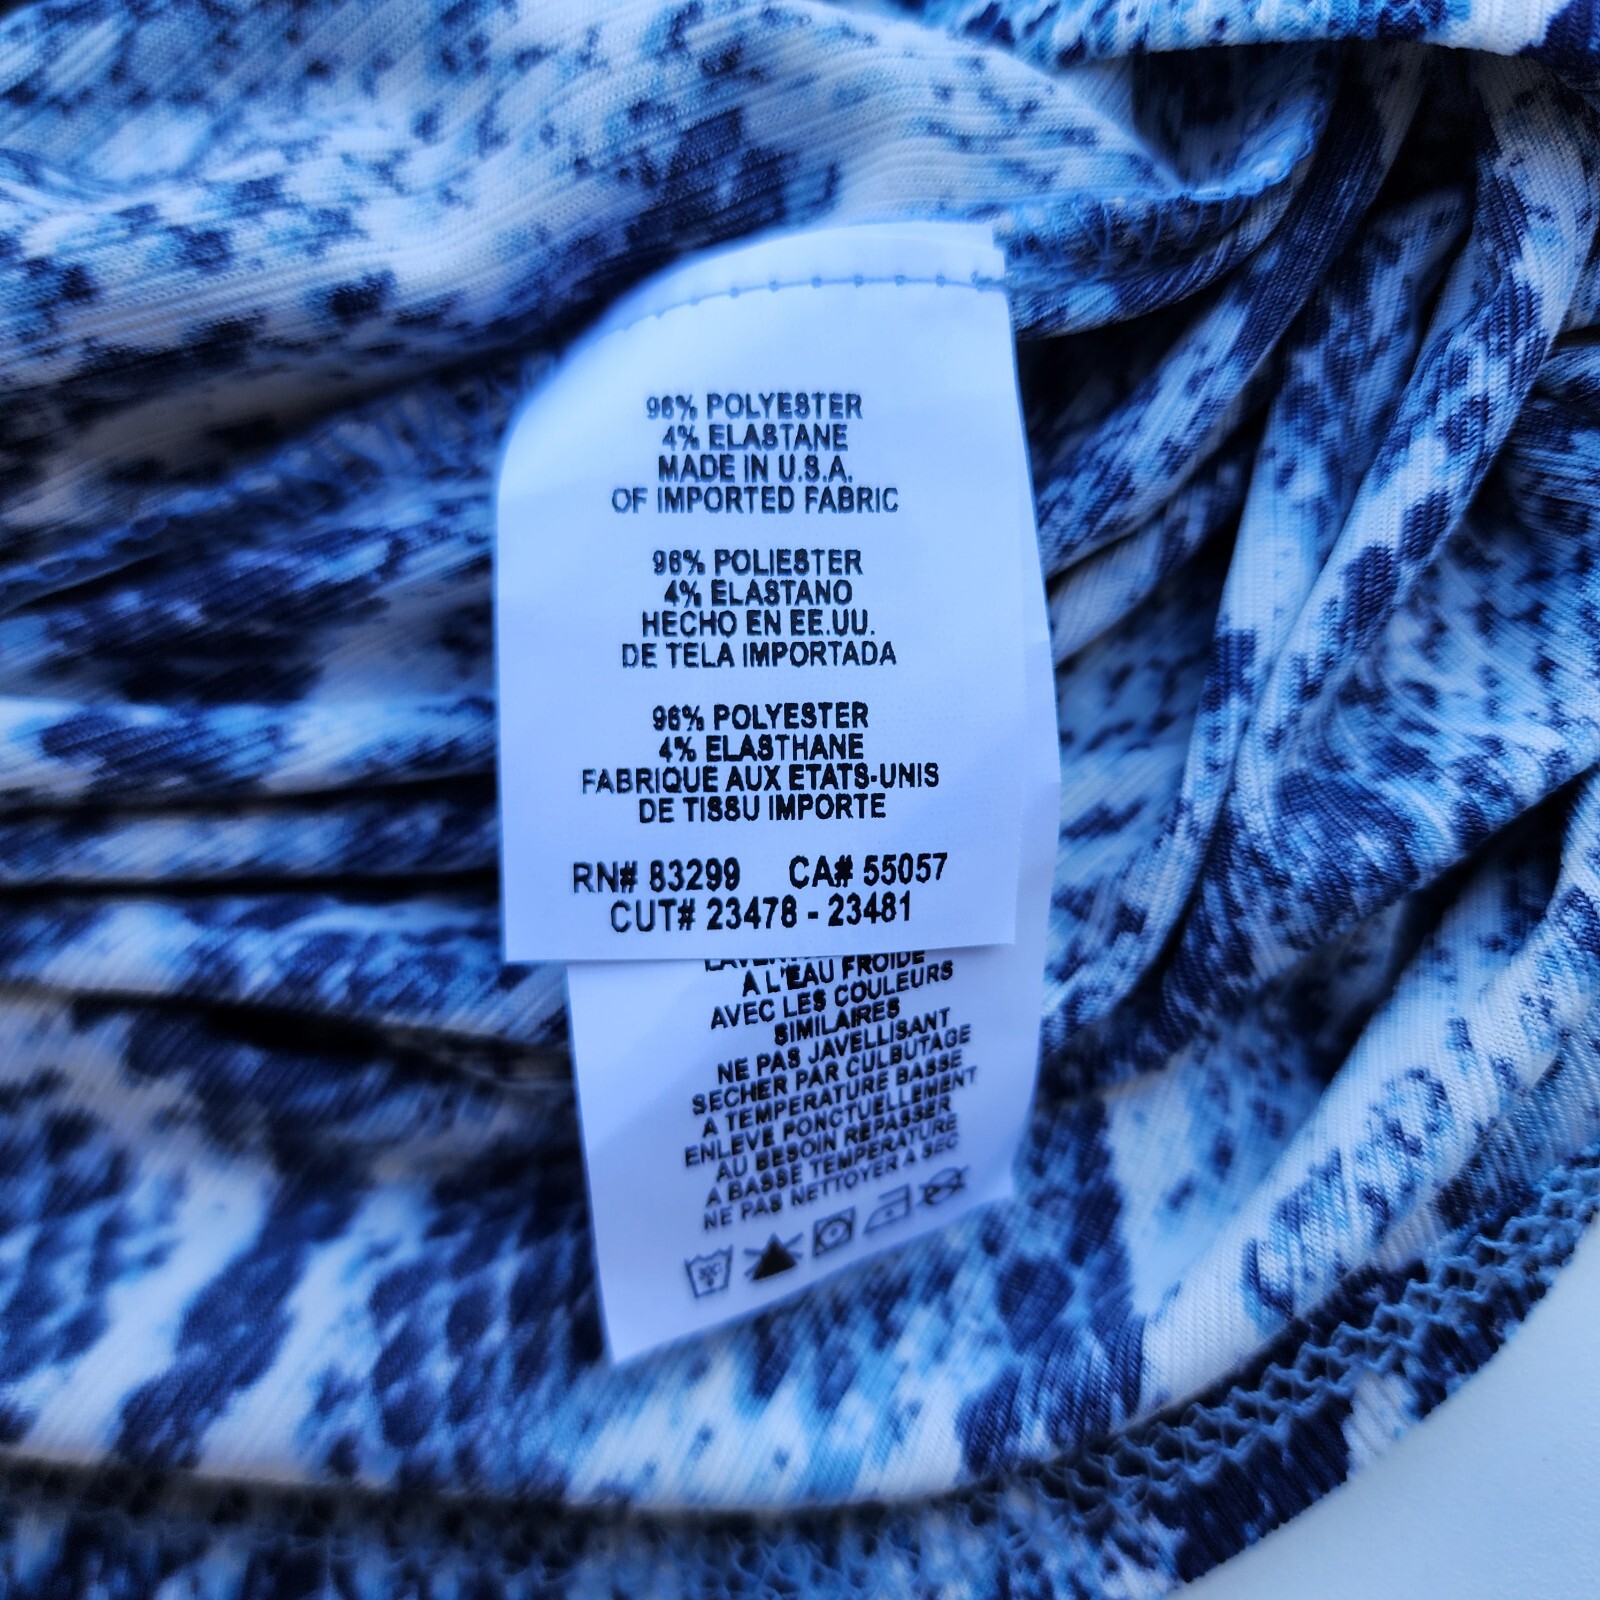 96% POLYESTER
4% ELASTANE
MADE IN U.S.A.
OF IMPORTED FABRIC
96% POLIESTER
4% ELASTANO
HECHO EN EE.UU.
DE TELA IMPORTADA
96% POLYESTER
4% ELASTHANE
FABRIQUE AUX ETATS-UNIS
DE TISSU IMPORTE
RN# 83299 CA# 55057
CUT# 23478 - 23481
A L'EAU FROIDE
AVEC LES COULEURS
SIMILAIRES
NE PAS JAVELLISANT
SECHER PAR CULBUTAGE
A TEMPERATURE BASSE
ENLEVE PONCTUELLEMENT
AU BESOIN REPASSER
A BASSE TEMPERATURE
NE PAS NETTOYER A SEC